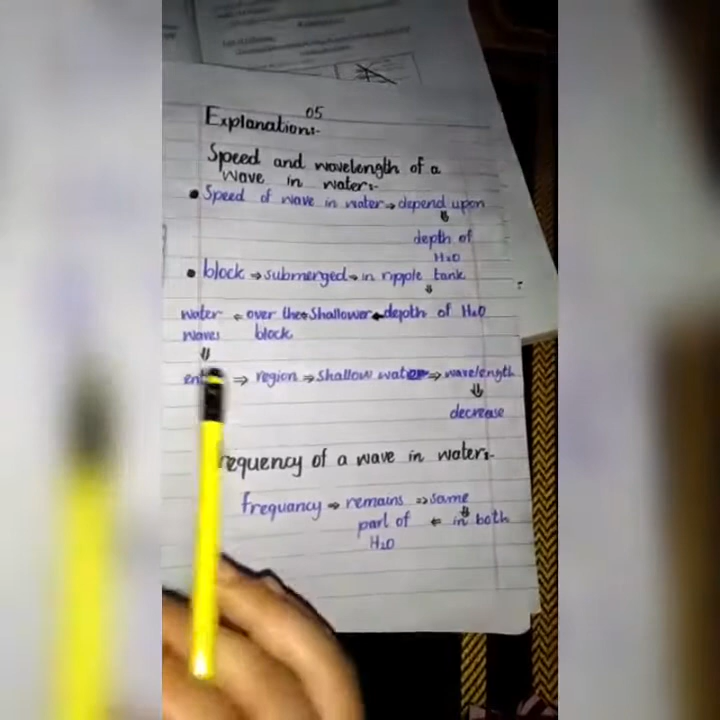 05
Explanation:-
Speed and wavelength of a
wave in water:-
• Speed of wave in water → depend upon
⇓
depth of
H₂O
• block → submerged → in ripple tank
⇓
water ← over the ← Shallower ← depth of H₂O
waves block
⇓
⇒ region ⇒ shallow water ⇒ wavelength
⇓
decrease
requency of a wave in water:-
frequancy ⇒ remains ⇒ same
⇓
part of ← in both
H₂O